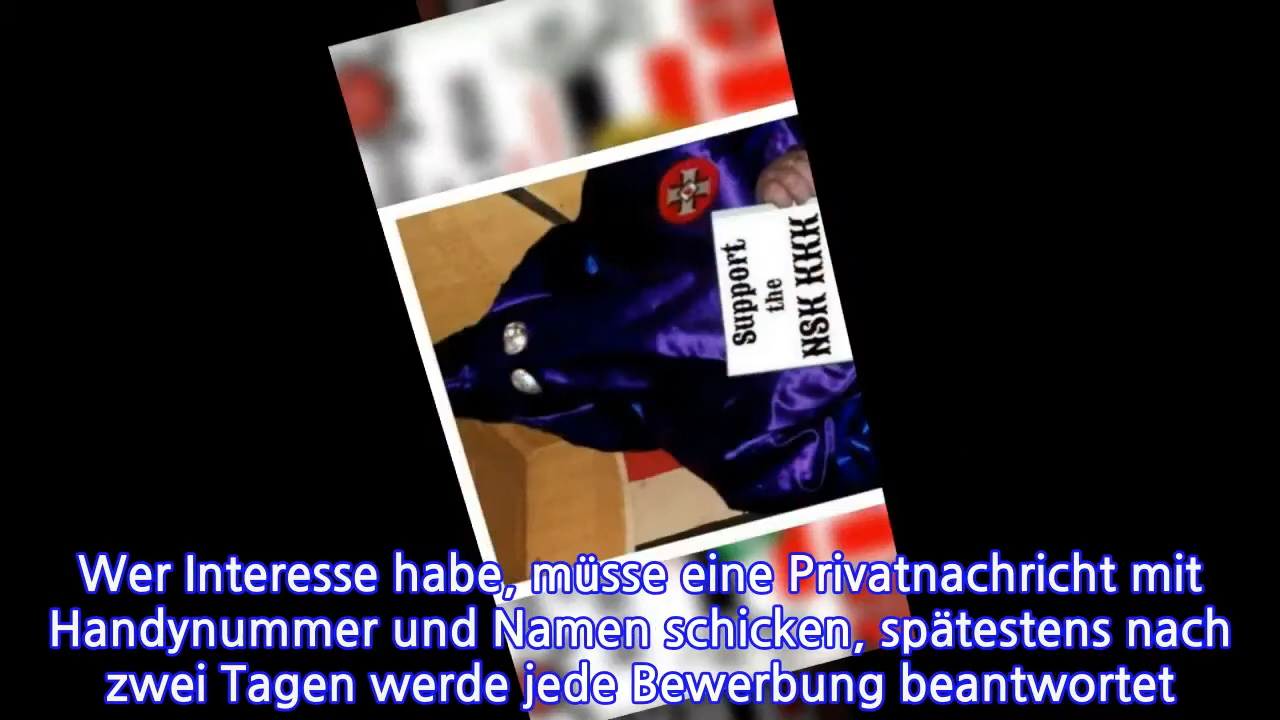 Support
the
NSK KKK
Wer Interesse habe, müsse eine Privatnachricht mit
Handynummer und Namen schicken, spätestens nach
zwei Tagen werde jede Bewerbung beantwortet